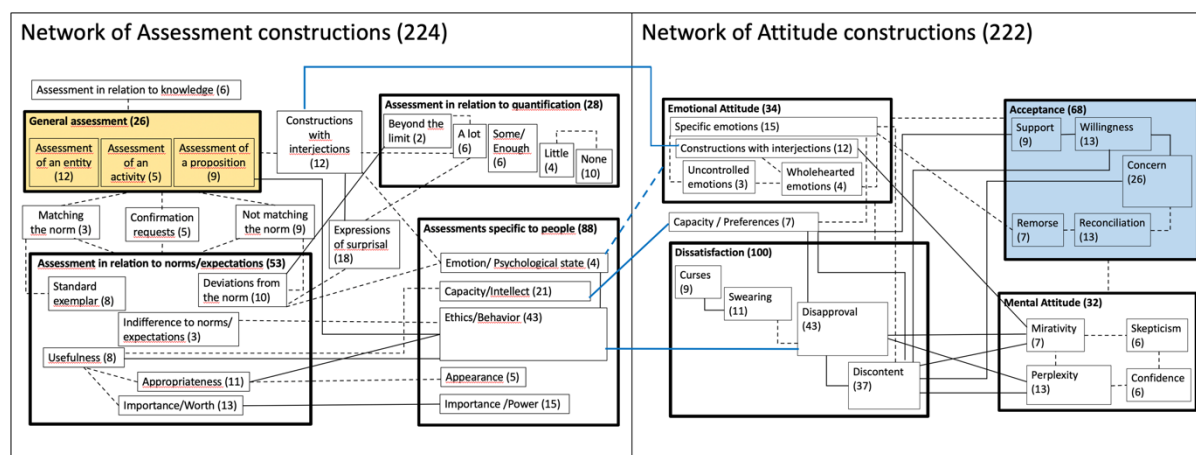 Network of Assessment constructions (224)
Assessment in relation to knowledge (6)
General assessment (26)
Assessment
of an entity
(12)
Assessment
of an
activity (5)
Assessment of
a proposition
(9)
Constructions
with
interjections
(12)
Assessment in relation to quantification (28)
Beyond the
limit (2)
A lot
(6)
Some/
Enough
(6)
Little
(4)
None
(10)
Matching
the norm (3)
Confirmation
requests (5)
Not matching
the norm (9)
Expressions
of surprisal
(18)
Assessment in relation to norms/expectations (53)
Standard
exemplar (8)
Deviations from
the norm (10)
Indifference to norms/
expectations (3)
Usefulness (8)
Appropriateness (11)
Importance/Worth (13)
Assessments specific to people (88)
Emotion/ Psychological state (4)
Capacity/Intellect (21)
Ethics/Behavior (43)
Appearance (5)
Importance /Power (15)
Network of Attitude constructions (222)
Emotional Attitude (34)
Specific emotions (15)
Constructions with interjections (12)
Uncontrolled
emotions (3)
Wholehearted
emotions (4)
Capacity / Preferences (7)
Dissatisfaction (100)
Curses
(9)
Swearing
(11)
Disapproval
(43)
Discontent
(37)
Acceptance (68)
Support
(9)
Willingness
(13)
Concern
(26)
Remorse
(7)
Reconciliation
(13)
Mental Attitude (32)
Mirativity
(7)
Skepticism
(6)
Perplexity
(13)
Confidence
(6)